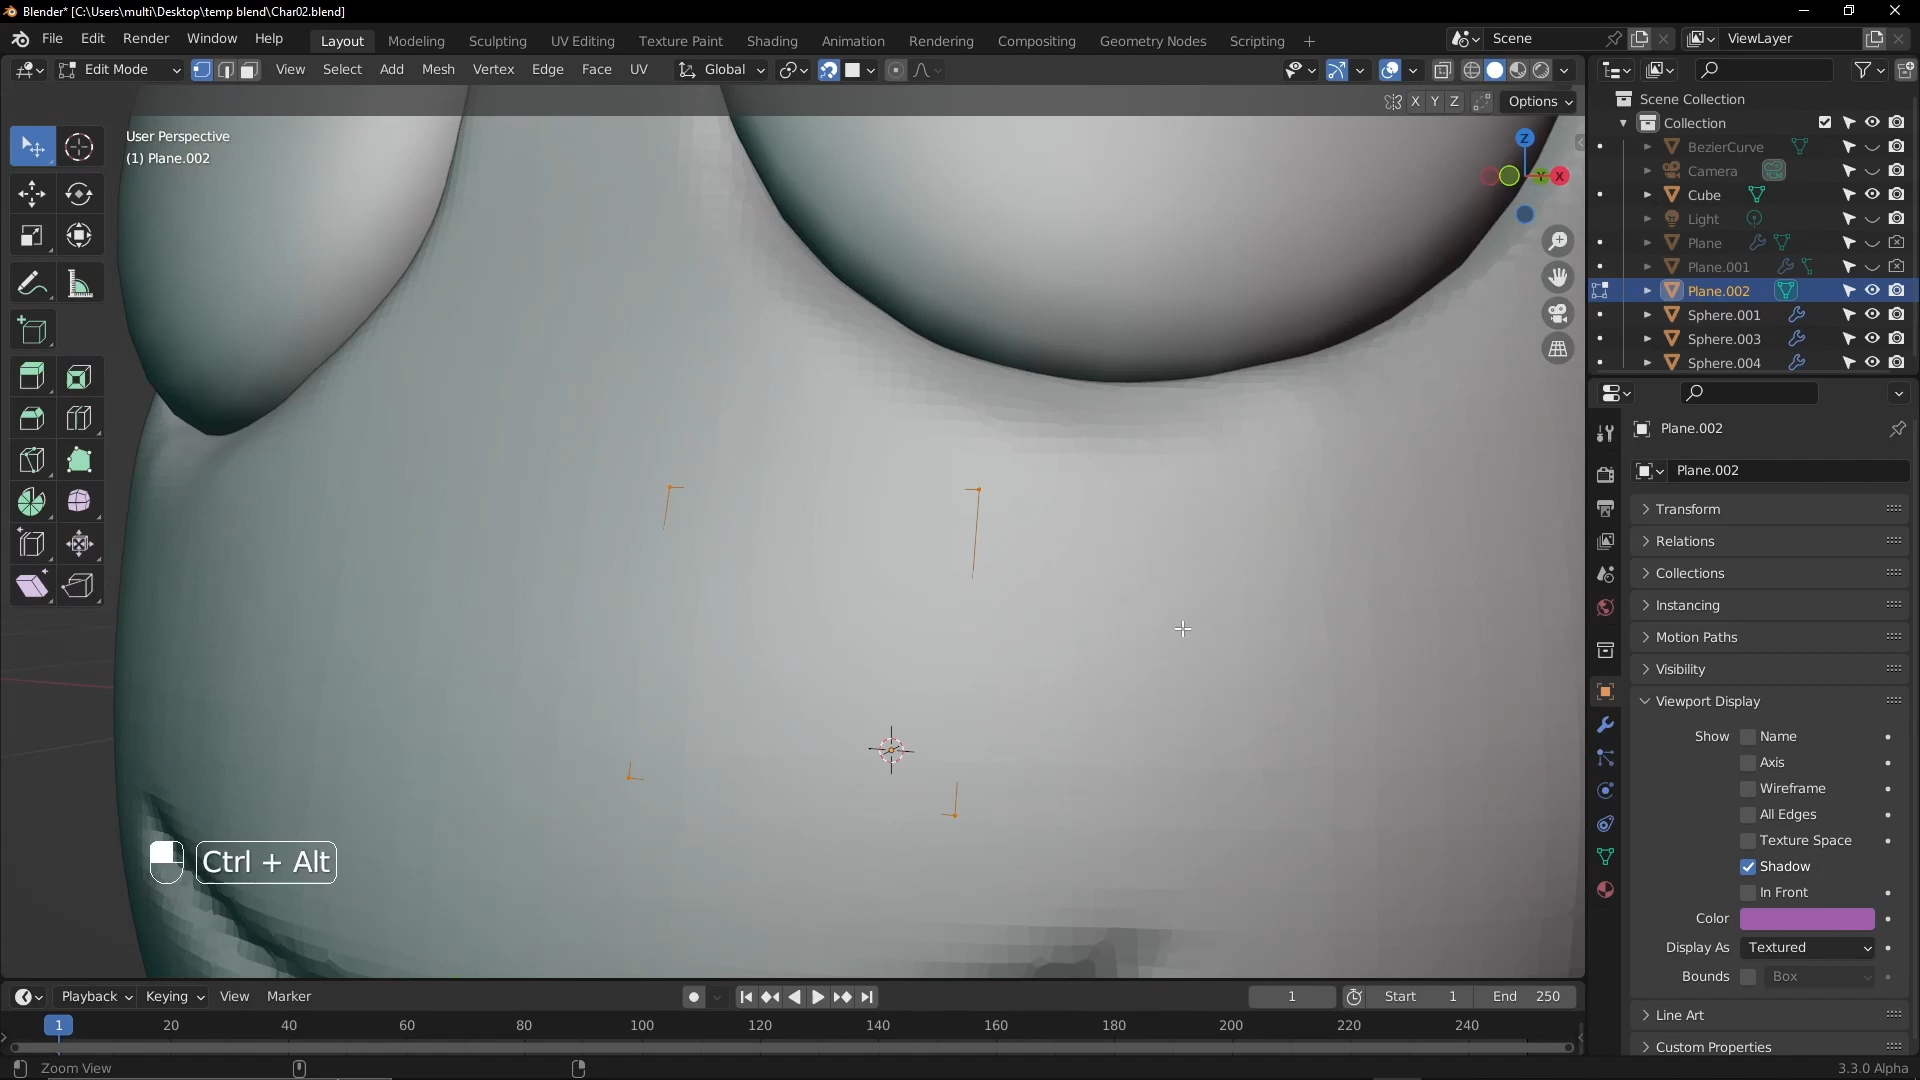 Blender* [C:\Users\multi\Desktop\temp blend\Char02.blend]
File Edit Render Window Help
Layout Modeling Sculpting UV Editing Texture Paint Shading Animation Rendering Compositing Geometry Nodes Scripting +
Scene ViewLayer
Edit Mode View Select Add Mesh Vertex Edge Face UV Global
X Y Z Options
User Perspective
(1) Plane.002
Z
Y X
Ctrl + Alt
Scene Collection
Collection
BezierCurve
Camera
Cube
Light
Plane
Plane.001
Plane.002
Sphere.001
Sphere.003
Sphere.004
Plane.002
Plane.002
Transform
Relations
Collections
Instancing
Motion Paths
Visibility
Viewport Display
Show Name
Axis
Wireframe
All Edges
Texture Space
Shadow
In Front
Color
Display As Textured
Bounds Box
Line Art
Custom Properties
Playback Keying View Marker
1 Start 1 End 250
1 20 40 60 80 100 120 140 160 180 200 220 240
Zoom View
3.3.0 Alpha